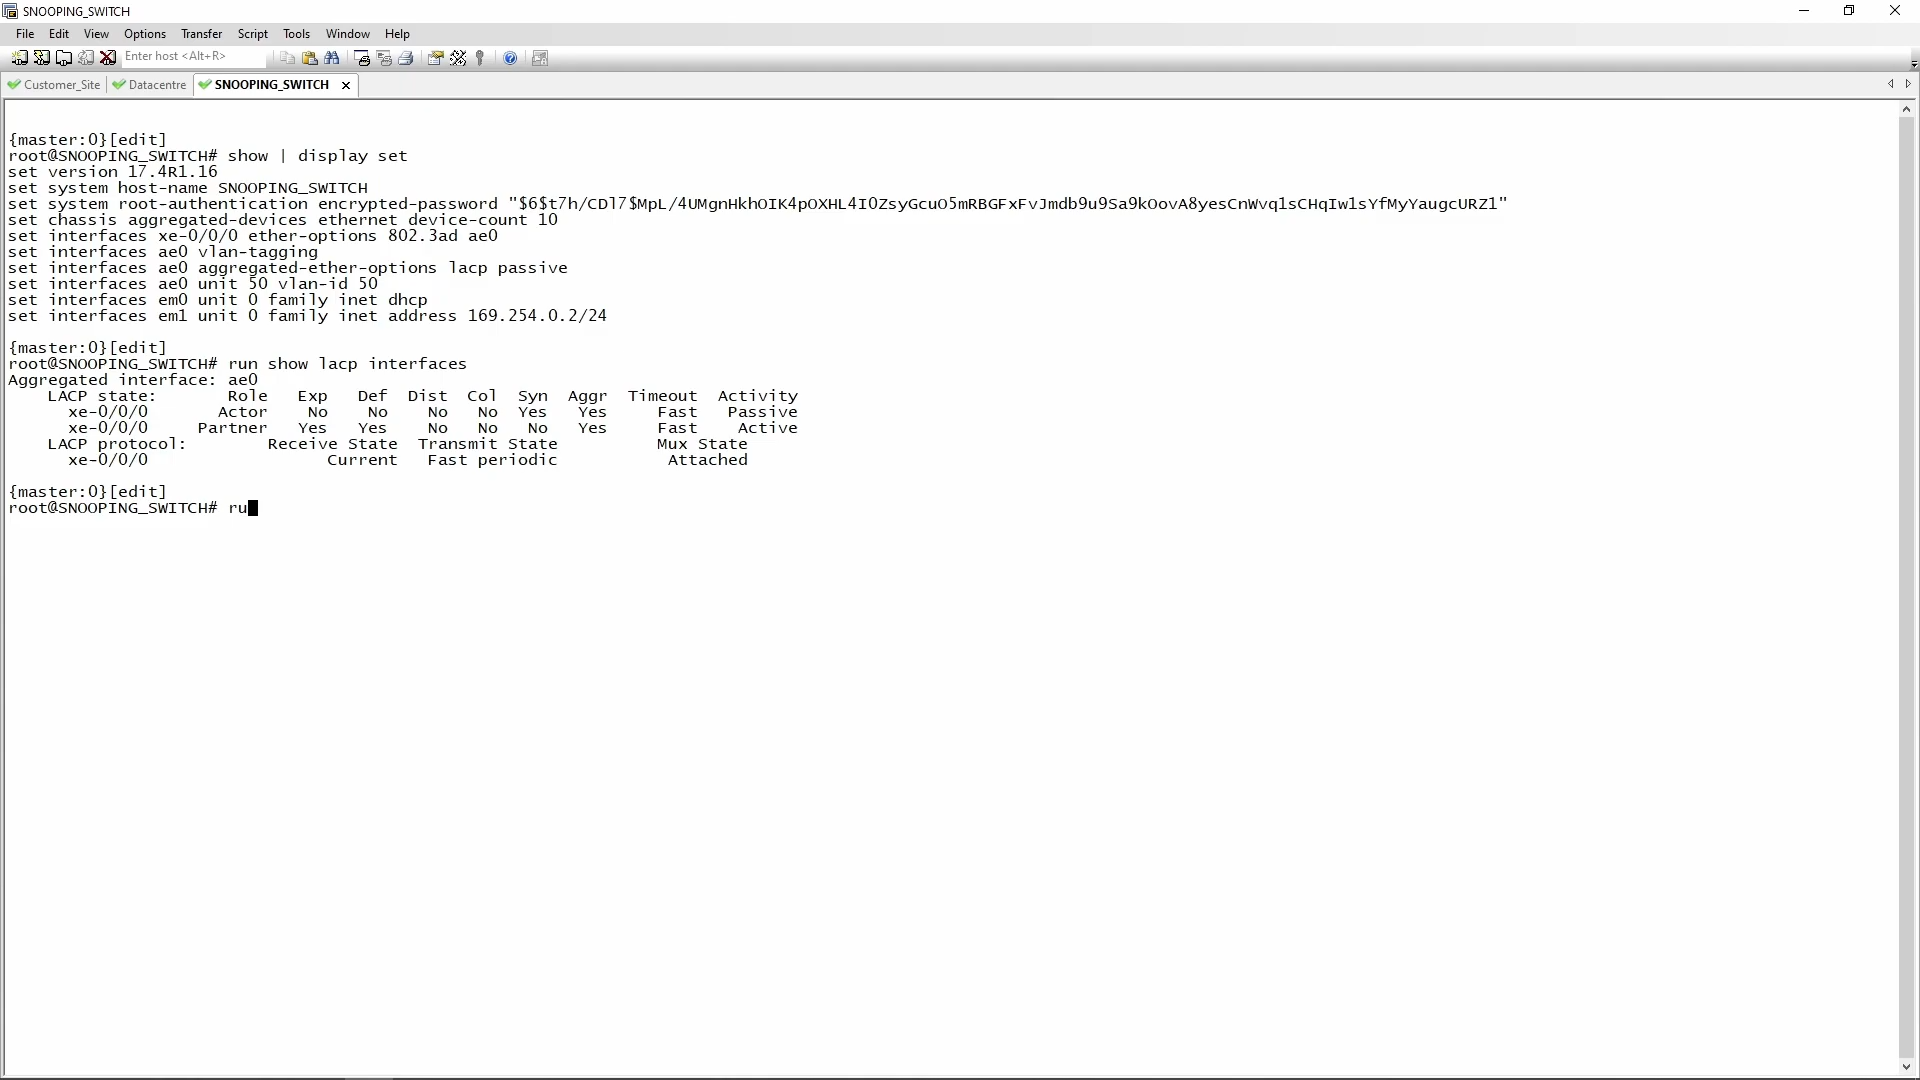 SNOOPING_SWITCH
File Edit View Options Transfer Script Tools Window Help
Enter host <Alt+R>
Customer_Site Datacentre SNOOPING_SWITCH
{master:0}[edit]
root@SNOOPING_SWITCH# show | display set
set version 17.4R1.16
set system host-name SNOOPING_SWITCH
set system root-authentication encrypted-password "$6$t7h/CDl7$MpL/4UMgnHkhOIK4pOXHL4I0ZsyGcuO5mRBGFxFvJmdb9u9Sa9kOovA8yesCnWvq1sCHqIw1sYfMyYaugcURZ1"
set chassis aggregated-devices ethernet device-count 10
set interfaces xe-0/0/0 ether-options 802.3ad ae0
set interfaces ae0 vlan-tagging
set interfaces ae0 aggregated-ether-options lacp passive
set interfaces ae0 unit 50 vlan-id 50
set interfaces em0 unit 0 family inet dhcp
set interfaces em1 unit 0 family inet address 169.254.0.2/24
{master:0}[edit]
root@SNOOPING_SWITCH# run show lacp interfaces
Aggregated interface: ae0
LACP state: Role Exp Def Dist Col Syn Aggr Timeout Activity
xe-0/0/0 Actor No No No No Yes Yes Fast Passive
xe-0/0/0 Partner Yes Yes No No No Yes Fast Active
LACP protocol: Receive State Transmit State Mux State
xe-0/0/0 Current Fast periodic Attached
{master:0}[edit]
root@SNOOPING_SWITCH# ru